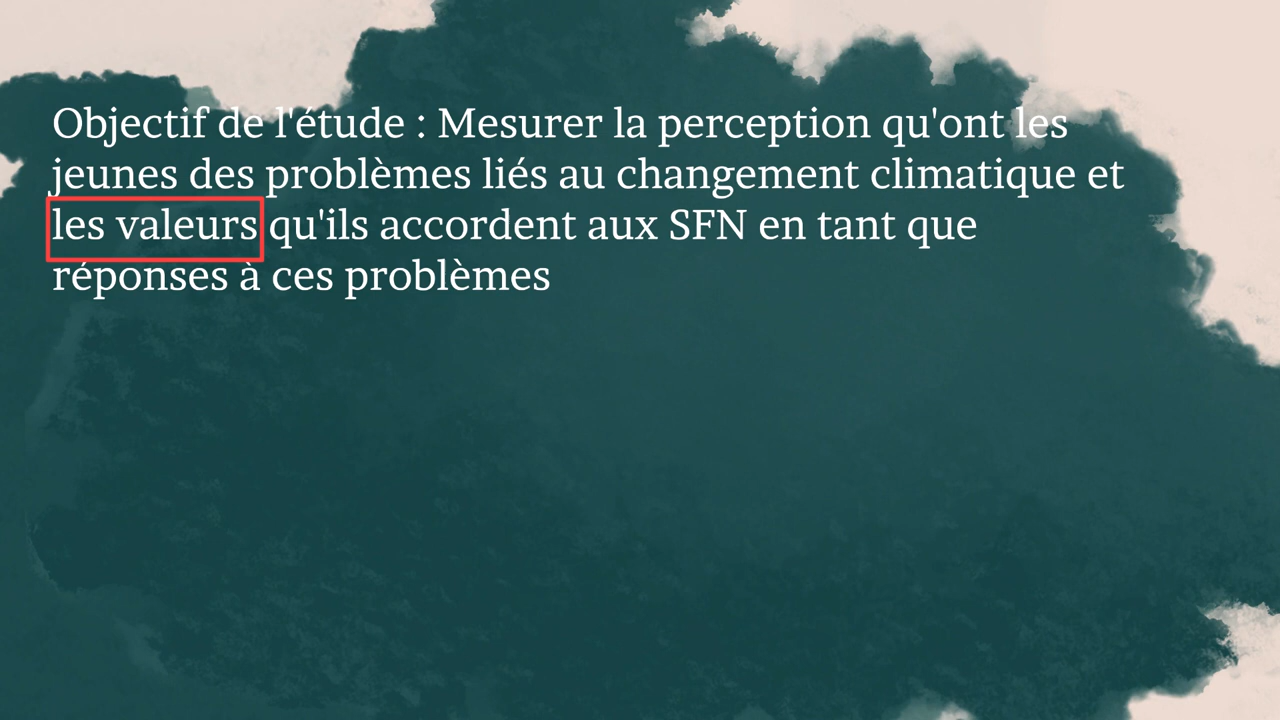 Objectif de l'étude : Mesurer la perception qu'ont les
jeunes des problèmes liés au changement climatique et
les valeurs qu'ils accordent aux SFN en tant que
réponses à ces problèmes